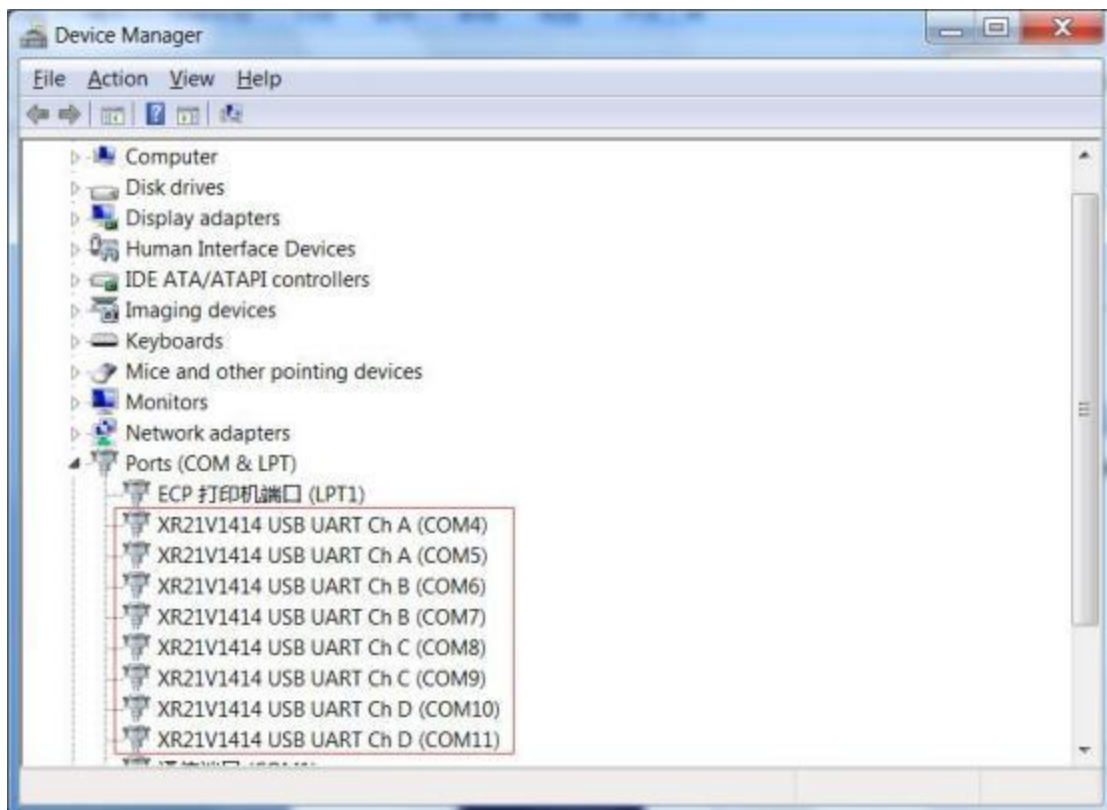 Device Manager
File Action View Help
Computer
Disk drives
Display adapters
Human Interface Devices
IDE ATA/ATAPI controllers
Imaging devices
Keyboards
Mice and other pointing devices
Monitors
Network adapters
Ports (COM & LPT)
ECP 打印机端口 (LPT1)
XR21V1414 USB UART Ch A (COM4)
XR21V1414 USB UART Ch A (COM5)
XR21V1414 USB UART Ch B (COM6)
XR21V1414 USB UART Ch B (COM7)
XR21V1414 USB UART Ch C (COM8)
XR21V1414 USB UART Ch C (COM9)
XR21V1414 USB UART Ch D (COM10)
XR21V1414 USB UART Ch D (COM11)